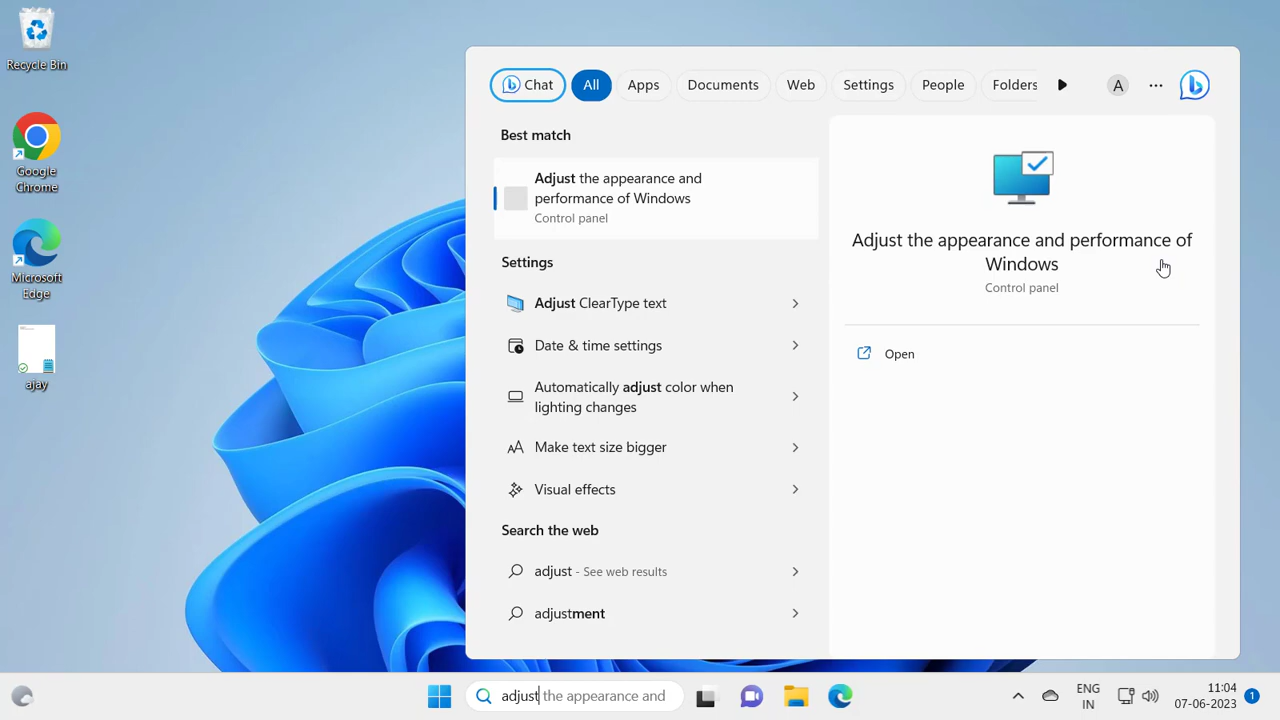 Recycle Bin
Google
Chrome
Microsoft
Edge
ajay
Chat
All
Apps
Documents
Web
Settings
People
Folders
A
Best match
Adjust the appearance and
performance of Windows
Control panel
Settings
Adjust ClearType text
Date & time settings
Automatically adjust color when
lighting changes
Make text size bigger
Visual effects
Search the web
adjust - See web results
adjustment
Adjust the appearance and performance of
Windows
Control panel
Open
adjust the appearance and
ENG
IN
11:04
07-06-2023
1